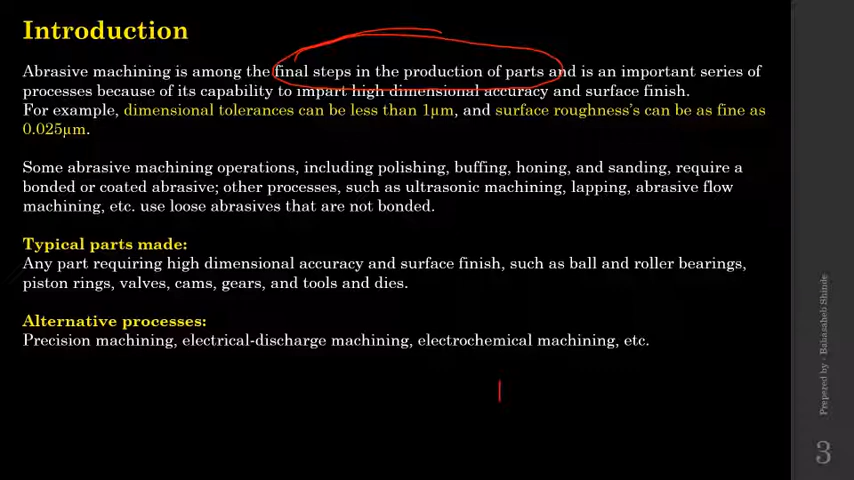 Introduction
Abrasive machining is among the final steps in the production of parts and is an important series of
processes because of its capability to impart high dimensional accuracy and surface finish.
For example, dimensional tolerances can be less than 1µm, and surface roughness's can be as fine as
0.025µm.
Some abrasive machining operations, including polishing, buffing, honing, and sanding, require a
bonded or coated abrasive; other processes, such as ultrasonic machining, lapping, abrasive flow
machining, etc. use loose abrasives that are not bonded.
Typical parts made:
Any part requiring high dimensional accuracy and surface finish, such as ball and roller bearings,
piston rings, valves, cams, gears, and tools and dies.
Alternative processes:
Precision machining, electrical-discharge machining, electrochemical machining, etc.
Prepared by - Babasaheb Shinde
3